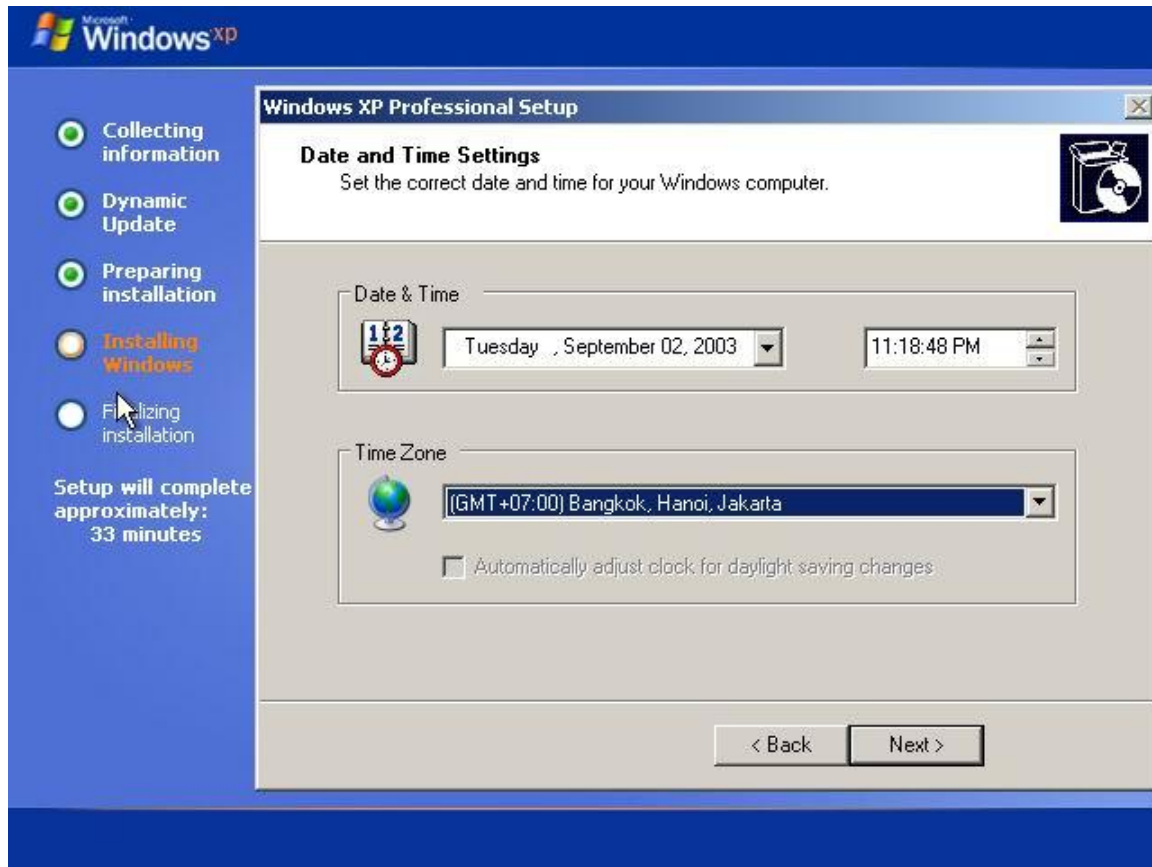 Microsoft
Windows xp
Collecting
information
Dynamic
Update
Preparing
installation
Installing
Windows
Finalizing
installation
Setup will complete
approximately:
33 minutes
Windows XP Professional Setup
Date and Time Settings
Set the correct date and time for your Windows computer.
Date & Time
1 12
Tuesday , September 02, 2003
11:18:48 PM
Time Zone
(GMT+07:00) Bangkok, Hanoi, Jakarta
Automatically adjust clock for daylight saving changes
< Back
Next >